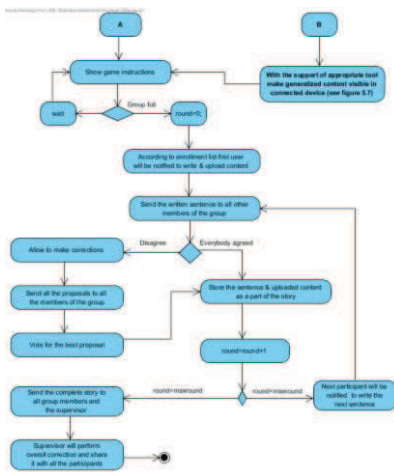 A
B
Show game instructions
With the support of appropriate tool
make generalized content visible in
connected device (see figure 5.7)
Group full
wait
round=0;
According to enrollment list first user
will be notified to write & upload content
Send the written sentence to all other
members of the group
Disagree
Everybody agreed
Allow to make corrections
Send all the proposals to all
the members of the group
Store the sentence & uploaded content
as a part of the story
Vote for the best proposal
round=round+1
Send the complete story to
all group members and
the supervisor
round>maxround
round<maxround
Next participant will be
notified to write the
next sentence
Supervisor will perform
overall correction and share
it with all the participants